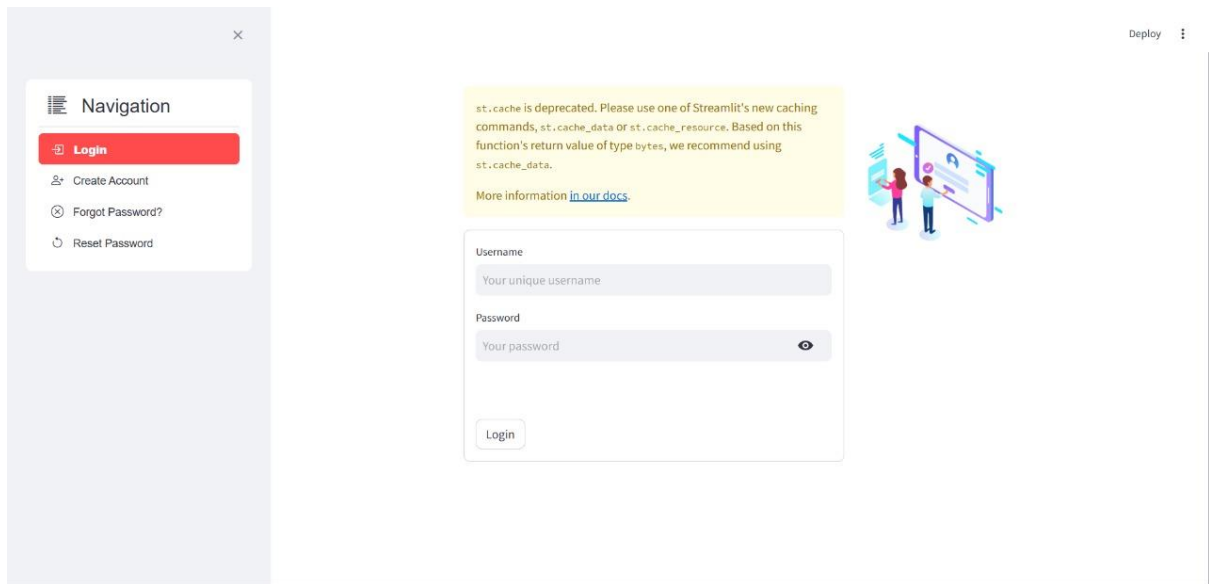 Deploy
Navigation
Login
Create Account
Forgot Password?
Reset Password
st.cache is deprecated. Please use one of Streamlit's new caching
commands, st.cache_data or st.cache_resource. Based on this
function's return value of type bytes, we recommend using
st.cache_data.
More information in our docs.
Username
Your unique username
Password
Your password
Login